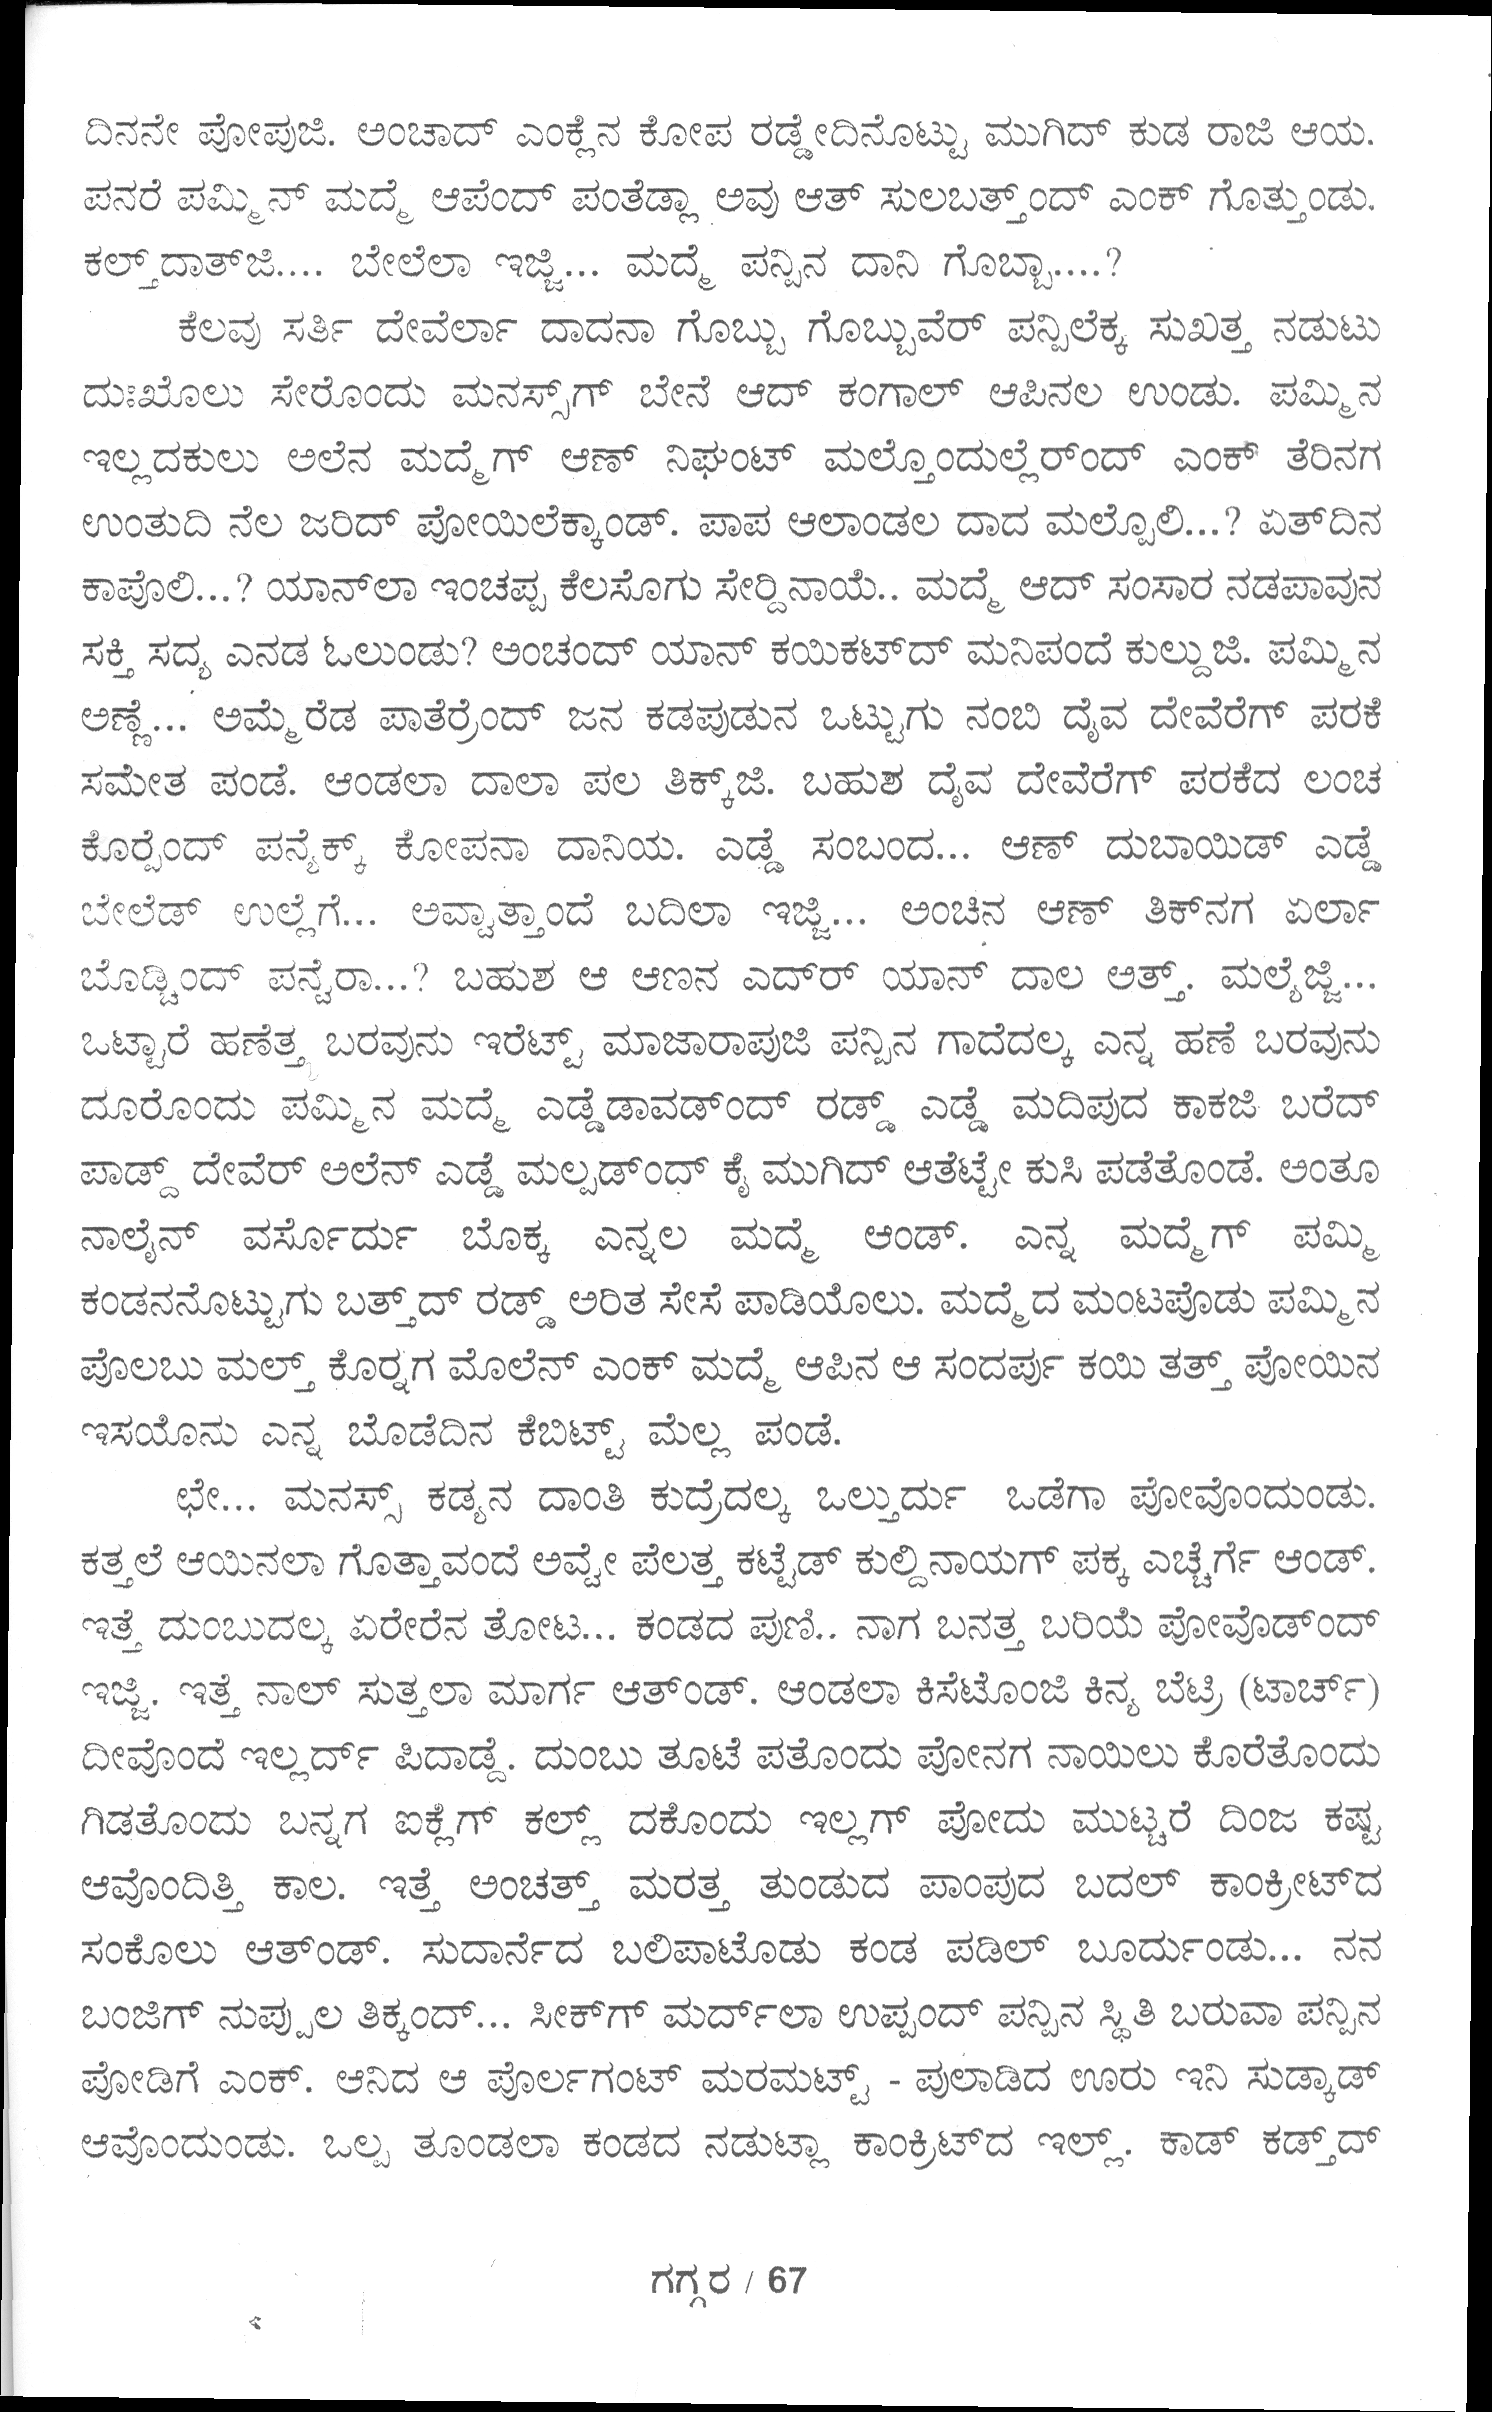 ದಿನನೇ ಪೋಪುಜಿ. ಅಂಚಾದ್ ಎಂಕ್ಲೆನ ಕೋಪ ರಡ್ಡೇದಿನೊಟ್ಟು ಮುಗಿದ್ ಕುಡ ರಾಜಿ ಆಯ.
ಪನರೆ ಪಮ್ಮಿನ್ ಮದ್ಮೆ ಆಪೆಂದ್ ಪಂತೆಡ್ಲಾ ಅವು ಆತ್ ಸುಲಬತ್ತ್ಂದ್ ಎಂಕ್ ಗೊತ್ತುಂಡು.
ಕಲ್ತ್‌ದಾತ್‌ಜಿ.... ಬೇಲೆಲಾ ಇಜ್ಜಿ... ಮದ್ಮೆ ಪನ್ಪಿನ ದಾನಿ ಗೊಬ್ಬಾ....?
ಕೆಲವು ಸರ್ತಿ ದೇವೆರ್ಲಾ ದಾದನಾ ಗೊಬ್ಬು ಗೊಬ್ಬುವೆರ್ ಪನ್ಪಿಲೆಕ್ಕ ಸುಖತ್ತ ನಡುಟು
ದುಃಖೊಲು ಸೇರೊಂದು ಮನಸ್ಸ್‌ಗ್ ಬೇನೆ ಆದ್ ಕಂಗಾಲ್ ಆಪಿನಲ ಉಂಡು. ಪಮ್ಮಿನ
ಇಲ್ಲದಕುಲು ಅಲೆನ ಮದ್ಮೆಗ್ ಆಣ್ ನಿಘಂಟ್ ಮಲ್ತೊಂದುಲ್ಲೆರ್‌ಂದ್ ಎಂಕ್ ತೆರಿನಗ
ಉಂತುದಿ ನೆಲ ಜರಿದ್ ಪೋಯಿಲೆಕ್ಕಾಂಡ್. ಪಾಪ ಆಲಾಂಡಲ ದಾದ ಮಲ್ಪೊಲಿ...? ಏತ್‌ದಿನ
ಕಾಪೊಲಿ...? ಯಾನ್‌ಲಾ ಇಂಚಪ್ಪ ಕೆಲಸೊಗು ಸೇರ್‍ದಿನಾಯೆ.. ಮದ್ಮೆ ಆದ್ ಸಂಸಾರ ನಡಪಾವುನ
ಸಕ್ತಿ ಸದ್ಯ ಎನಡ ಓಲುಂಡು? ಅಂಚಂದ್ ಯಾನ್ ಕಯಿಕಟ್‌ದ್ ಮನಿಪಂದೆ ಕುಲ್ದುಜಿ. ಪಮ್ಮಿನ
ಅಣ್ಣೆ... ಅಮ್ಮೆರೆಡ ಪಾತೆರ್ರೆಂದ್ ಜನ ಕಡಪುಡುನ ಒಟ್ಟುಗು ನಂಬಿ ದೈವ ದೇವೆರೆಗ್ ಪರಕೆ
ಸಮೇತ ಪಂಡೆ. ಆಂಡಲಾ ದಾಲಾ ಪಲ ತಿಕ್ಕ್‌ಜಿ. ಬಹುಶ ದೈವ ದೇವೆರೆಗ್ ಪರಕೆದ ಲಂಚ
ಕೊರ್‍ಪೆಂದ್ ಪನ್ಯೆಕ್ಕ್ ಕೋಪನಾ ದಾನಿಯ. ಎಡ್ಡೆ ಸಂಬಂದ... ಆಣ್ ದುಬಾಯಿಡ್ ಎಡ್ಡೆ
ಬೇಲೆಡ್ ಉಲ್ಲೆಗೆ... ಅವ್ವಾತ್ತಾಂದೆ ಬದಿಲಾ ಇಜ್ಜಿ... ಅಂಚಿನ ಆಣ್ ತಿಕ್‌ನಗ ಏರ್ಲಾ
ಬೊಡ್ಚಿಂದ್ ಪನ್ವೆರಾ...? ಬಹುಶ ಆ ಆಣನ ಎದ್‌ರ್ ಯಾನ್ ದಾಲ ಅತ್ತ್. ಮಲ್ಯೆಜ್ಜಿ...
ಒಟ್ಟಾರೆ ಹಣೆತ್ತ ಬರವುನು ಇರೆಟ್ಟ್ ಮಾಜಾರಾಪುಜಿ ಪನ್ಪಿನ ಗಾದೆದಲ್ಕ ಎನ್ನ ಹಣೆ ಬರವುನು
ದೂರೊಂದು ಪಮ್ಮಿನ ಮದ್ಮೆ ಎಡ್ಡೆಡಾವಡ್‌ಂದ್ ರಡ್ಡ್ ಎಡ್ಡೆ ಮದಿಪುದ ಕಾಕಜಿ ಬರೆದ್
ಪಾಡ್ದ್ ದೇವೆರ್ ಅಲೆನ್ ಎಡ್ಡೆ ಮಲ್ಪಡ್‌ಂದ್ ಕೈ ಮುಗಿದ್ ಆತೆಟ್ಟೇ ಕುಸಿ ಪಡೆತೊಂಡೆ. ಅಂತೂ
ನಾಲೈನ್ ವರ್ಸೊರ್ದು ಬೊಕ್ಕ ಎನ್ನಲ ಮದ್ಮೆ ಆಂಡ್. ಎನ್ನ ಮದ್ಮೆಗ್ ಪಮ್ಮಿ
ಕಂಡನನೊಟ್ಟುಗು ಬತ್ತ್‌ದ್ ರಡ್ಡ್ ಅರಿತ ಸೇಸೆ ಪಾಡಿಯೊಲು. ಮದ್ಮೆದ ಮಂಟಪೊಡು ಪಮ್ಮಿನ
ಪೊಲಬು ಮಲ್ತ್ ಕೊರ್‍ನಗ ಮೊಲೆನ್ ಎಂಕ್ ಮದ್ಮೆ ಆಪಿನ ಆ ಸಂದರ್ಪು ಕಯಿ ತತ್ತ್ ಪೋಯಿನ
ಇಸಯೊನು ಎನ್ನ ಬೊಡೆದಿನ ಕೆಬಿಟ್ಟ್ ಮೆಲ್ಲ ಪಂಡೆ.
ಛೇ... ಮನಸ್ಸ್ ಕಡ್ಯನ ದಾಂತಿ ಕುದ್ರೆದಲ್ಕ ಒಲ್ತುರ್ದು ಒಡೆಗಾ ಪೋವೊಂದುಂಡು.
ಕತ್ತಲೆ ಆಯಿನಲಾ ಗೊತ್ತಾವಂದೆ ಅವ್ವೇ ಪೆಲತ್ತ ಕಟ್ಟೆಡ್ ಕುಲ್ದಿನಾಯಗ್ ಪಕ್ಕ ಎಚ್ಚೆರ್ಗೆ ಆಂಡ್.
ಇತ್ತೆ ದುಂಬುದಲ್ಕ ಏರೇರೆನ ತೋಟ... ಕಂಡದ ಪುಣಿ.. ನಾಗ ಬನತ್ತ ಬರಿಯೆ ಪೋವೊಡ್‌ಂದ್
ಇಜ್ಜಿ. ಇತ್ತೆ ನಾಲ್ ಸುತ್ತಲಾ ಮಾರ್ಗ ಆತ್ಂಡ್. ಆಂಡಲಾ ಕಿಸೆಟೊಂಜಿ ಕಿನ್ಯ ಬೆಟ್ರಿ (ಟಾರ್ಚ್)
ದೀವೊಂದೆ ಇಲ್ಲರ್ದ್ ಪಿದಾಡ್ದೆ. ದುಂಬು ತೂಟೆ ಪತೊಂದು ಪೋನಗ ನಾಯಿಲು ಕೊರೆತೊಂದು
ಗಿಡತೊಂದು ಬನ್ನಗ ಐಕ್ಲೆಗ್ ಕಲ್ಲ್ ದಕೊಂದು ಇಲ್ಲಗ್ ಪೋದು ಮುಟ್ಟರೆ ದಿಂಜ ಕಷ್ಟ
ಆವೊಂದಿತ್ತಿ ಕಾಲ. ಇತ್ತೆ ಅಂಚತ್ತ್ ಮರತ್ತ ತುಂಡುದ ಪಾಂಪುದ ಬದಲ್ ಕಾಂಕ್ರೀಟ್‌ದ
ಸಂಕೊಲು ಆತ್‌ಂಡ್. ಸುದಾರ್ನೆದ ಬಲಿಪಾಟೊಡು ಕಂಡ ಪಡಿಲ್ ಬೂರ್ದುಂಡು... ನನ
ಬಂಜಿಗ್ ನುಪ್ಪುಲ ತಿಕ್ಕಂದ್... ಸೀಕ್‌ಗ್ ಮರ್ದ್‌ಲಾ ಉಪ್ಪಂದ್ ಪನ್ಪಿನ ಸ್ಥಿತಿ ಬರುವಾ ಪನ್ಪಿನ
ಪೋಡಿಗೆ ಎಂಕ್. ಆನಿದ ಆ ಪೊರ್ಲಗಂಟ್ ಮರಮಟ್ಟ್ - ಪುಲಾಡಿದ ಊರು ಇನಿ ಸುಡ್ಕಾಡ್
ಆವೊಂದುಂಡು. ಒಲ್ಪ ತೂಂಡಲಾ ಕಂಡದ ನಡುಟ್ಲಾ ಕಾಂಕ್ರಿಟ್‌ದ ಇಲ್ಲ್. ಕಾಡ್ ಕಡ್ತ್‌ದ್
ಗಗ್ಗರ / 67